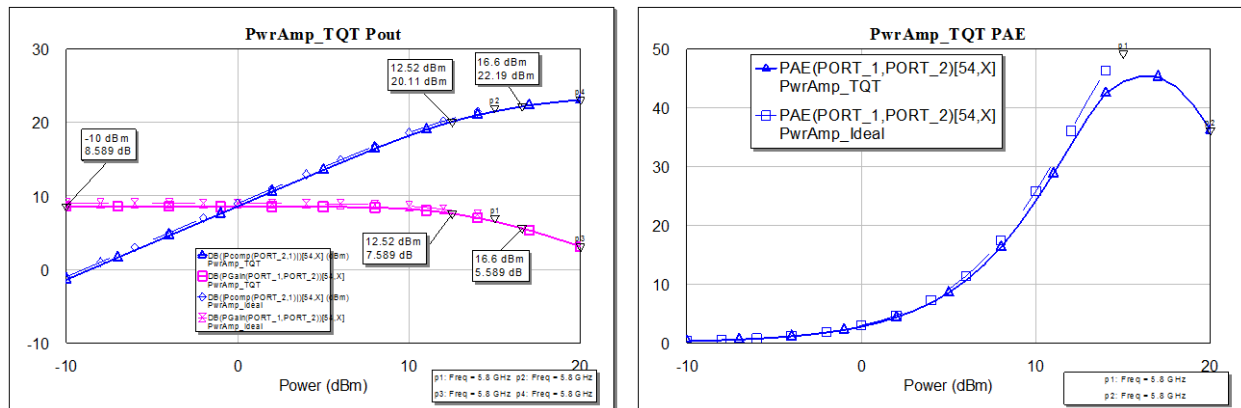 PwrAmp_TQT Pout
30
20
10
0
-10
-10 dBm
8.589 dB
12.52 dBm
20.11 dBm
16.6 dBm
22.19 dBm
p2
p4
p1
p3
12.52 dBm
7.589 dB
16.6 dBm
5.589 dB
DB(|Pcomp(PORT_2,1)|)[54,X] (dBm)
PwrAmp_TQT
DB(PGain(PORT_1,PORT_2))[54,X]
PwrAmp_TQT
DB(|Pcomp(PORT_2,1)|)[54,X] (dBm)
PwrAmp_Ideal
DB(PGain(PORT_1,PORT_2))[54,X]
PwrAmp_Ideal
-10
0
10
20
Power (dBm)
p1: Freq = 5.8 GHz p2: Freq = 5.8 GHz
p3: Freq = 5.8 GHz p4: Freq = 5.8 GHz
PwrAmp_TQT PAE
50
40
30
20
10
0
p1
p2
PAE(PORT_1,PORT_2)[54,X]
PwrAmp_TQT
PAE(PORT_1,PORT_2)[54,X]
PwrAmp_Ideal
-10
0
10
20
Power (dBm)
p1: Freq = 5.8 GHz
p2: Freq = 5.8 GHz